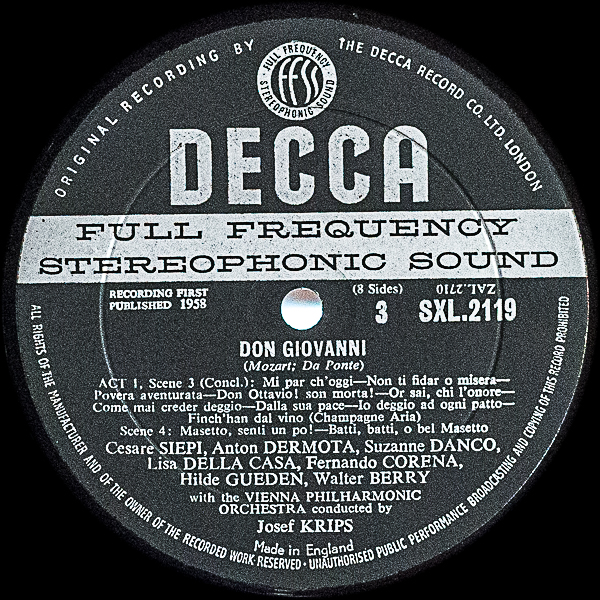 ORIGINAL RECORDING BY THE DECCA RECORD CO. LTD. LONDON
· FULL FREQUENCY · STEREOPHONIC SOUND
FFSS
DECCA
FULL FREQUENCY
STEREOPHONIC SOUND
RECORDING FIRST
PUBLISHED 1958
(8 Sides)
3
ZAL.2710
SXL.2119
DON GIOVANNI
(Mozart; Da Ponte)
ACT 1, Scene 3 (Concl.): Mi par ch'oggi—Non ti fidar o misera—
Povera aventurata—Don Ottavio! son morta!—Or sai, chi l'onore—
Come mai creder deggio—Dalla sua pace—Io deggio ad ogni patto—
Finch'han dal vino (Champagne Aria)
Scene 4: Masetto, senti un po!—Batti, batti, o bel Masetto
Cesare SIEPI, Anton DERMOTA, Suzanne DANCO,
Lisa DELLA CASA, Fernando CORENA,
Hilde GUEDEN, Walter BERRY
with the VIENNA PHILHARMONIC
ORCHESTRA conducted by
Josef KRIPS
Made in England
ALL RIGHTS OF THE MANUFACTURER AND OF THE OWNER OF THE RECORDED WORK RESERVED · UNAUTHORISED PUBLIC PERFORMANCE BROADCASTING AND COPYING OF THIS RECORD PROHIBITED